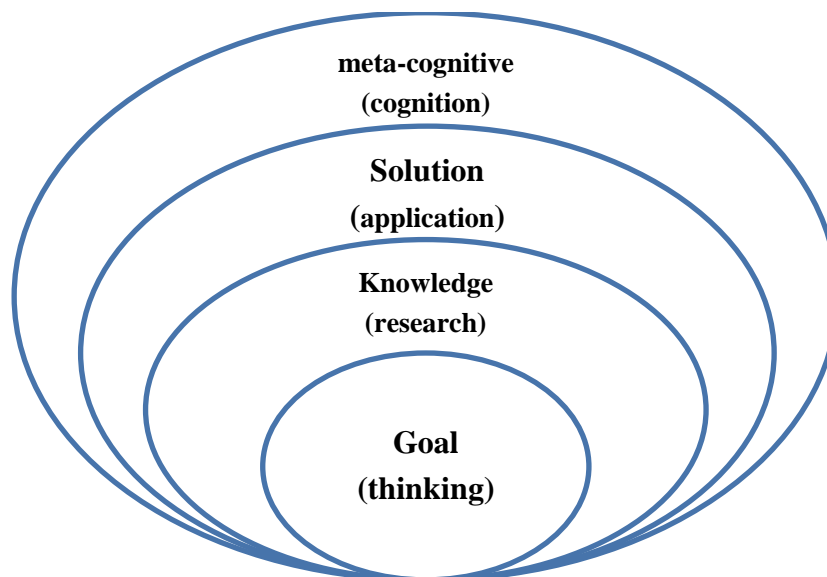 meta-cognitive
(cognition)
Solution
(application)
Knowledge
(research)
Goal
(thinking)